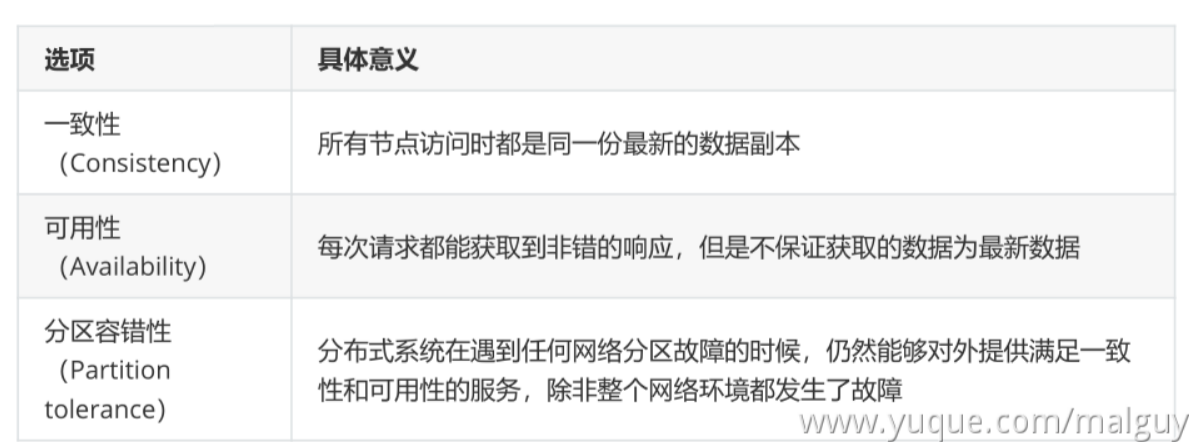 选项
具体意义
一致性
（Consistency）
所有节点访问时都是同一份最新的数据副本
可用性
（Availability）
每次请求都能获取到非错的响应，但是不保证获取的数据为最新数据
分区容错性
（Partition
tolerance）
分布式系统在遇到任何网络分区故障的时候，仍然能够对外提供满足一致
性和可用性的服务，除非整个网络环境都发生了故障
www.yuque.com/malguy